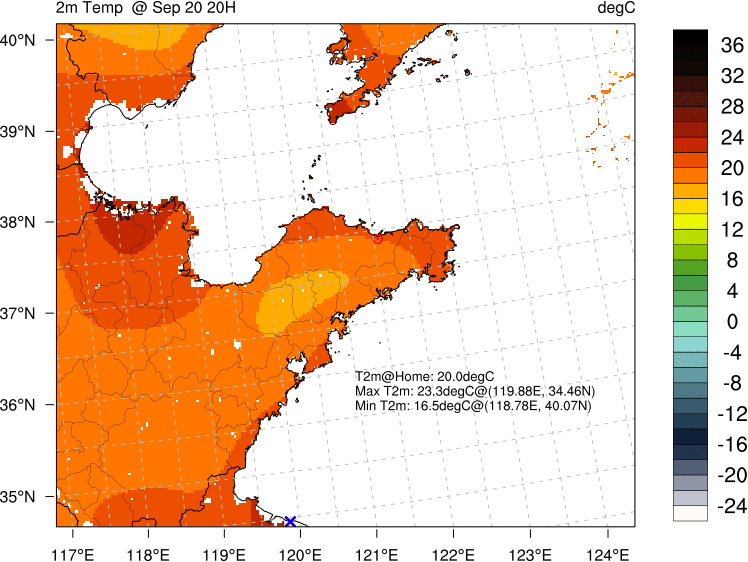 2m Temp @ Sep 20 20H
degC
40°N
39°N
38°N
37°N
36°N
35°N
117°E
118°E
119°E
120°E
121°E
122°E
123°E
124°E
T2m@Home: 20.0degC
Max T2m: 23.3degC@(119.88E, 34.46N)
Min T2m: 16.5degC@(118.78E, 40.07N)
36
32
28
24
20
16
12
8
4
0
-4
-8
-12
-16
-20
-24